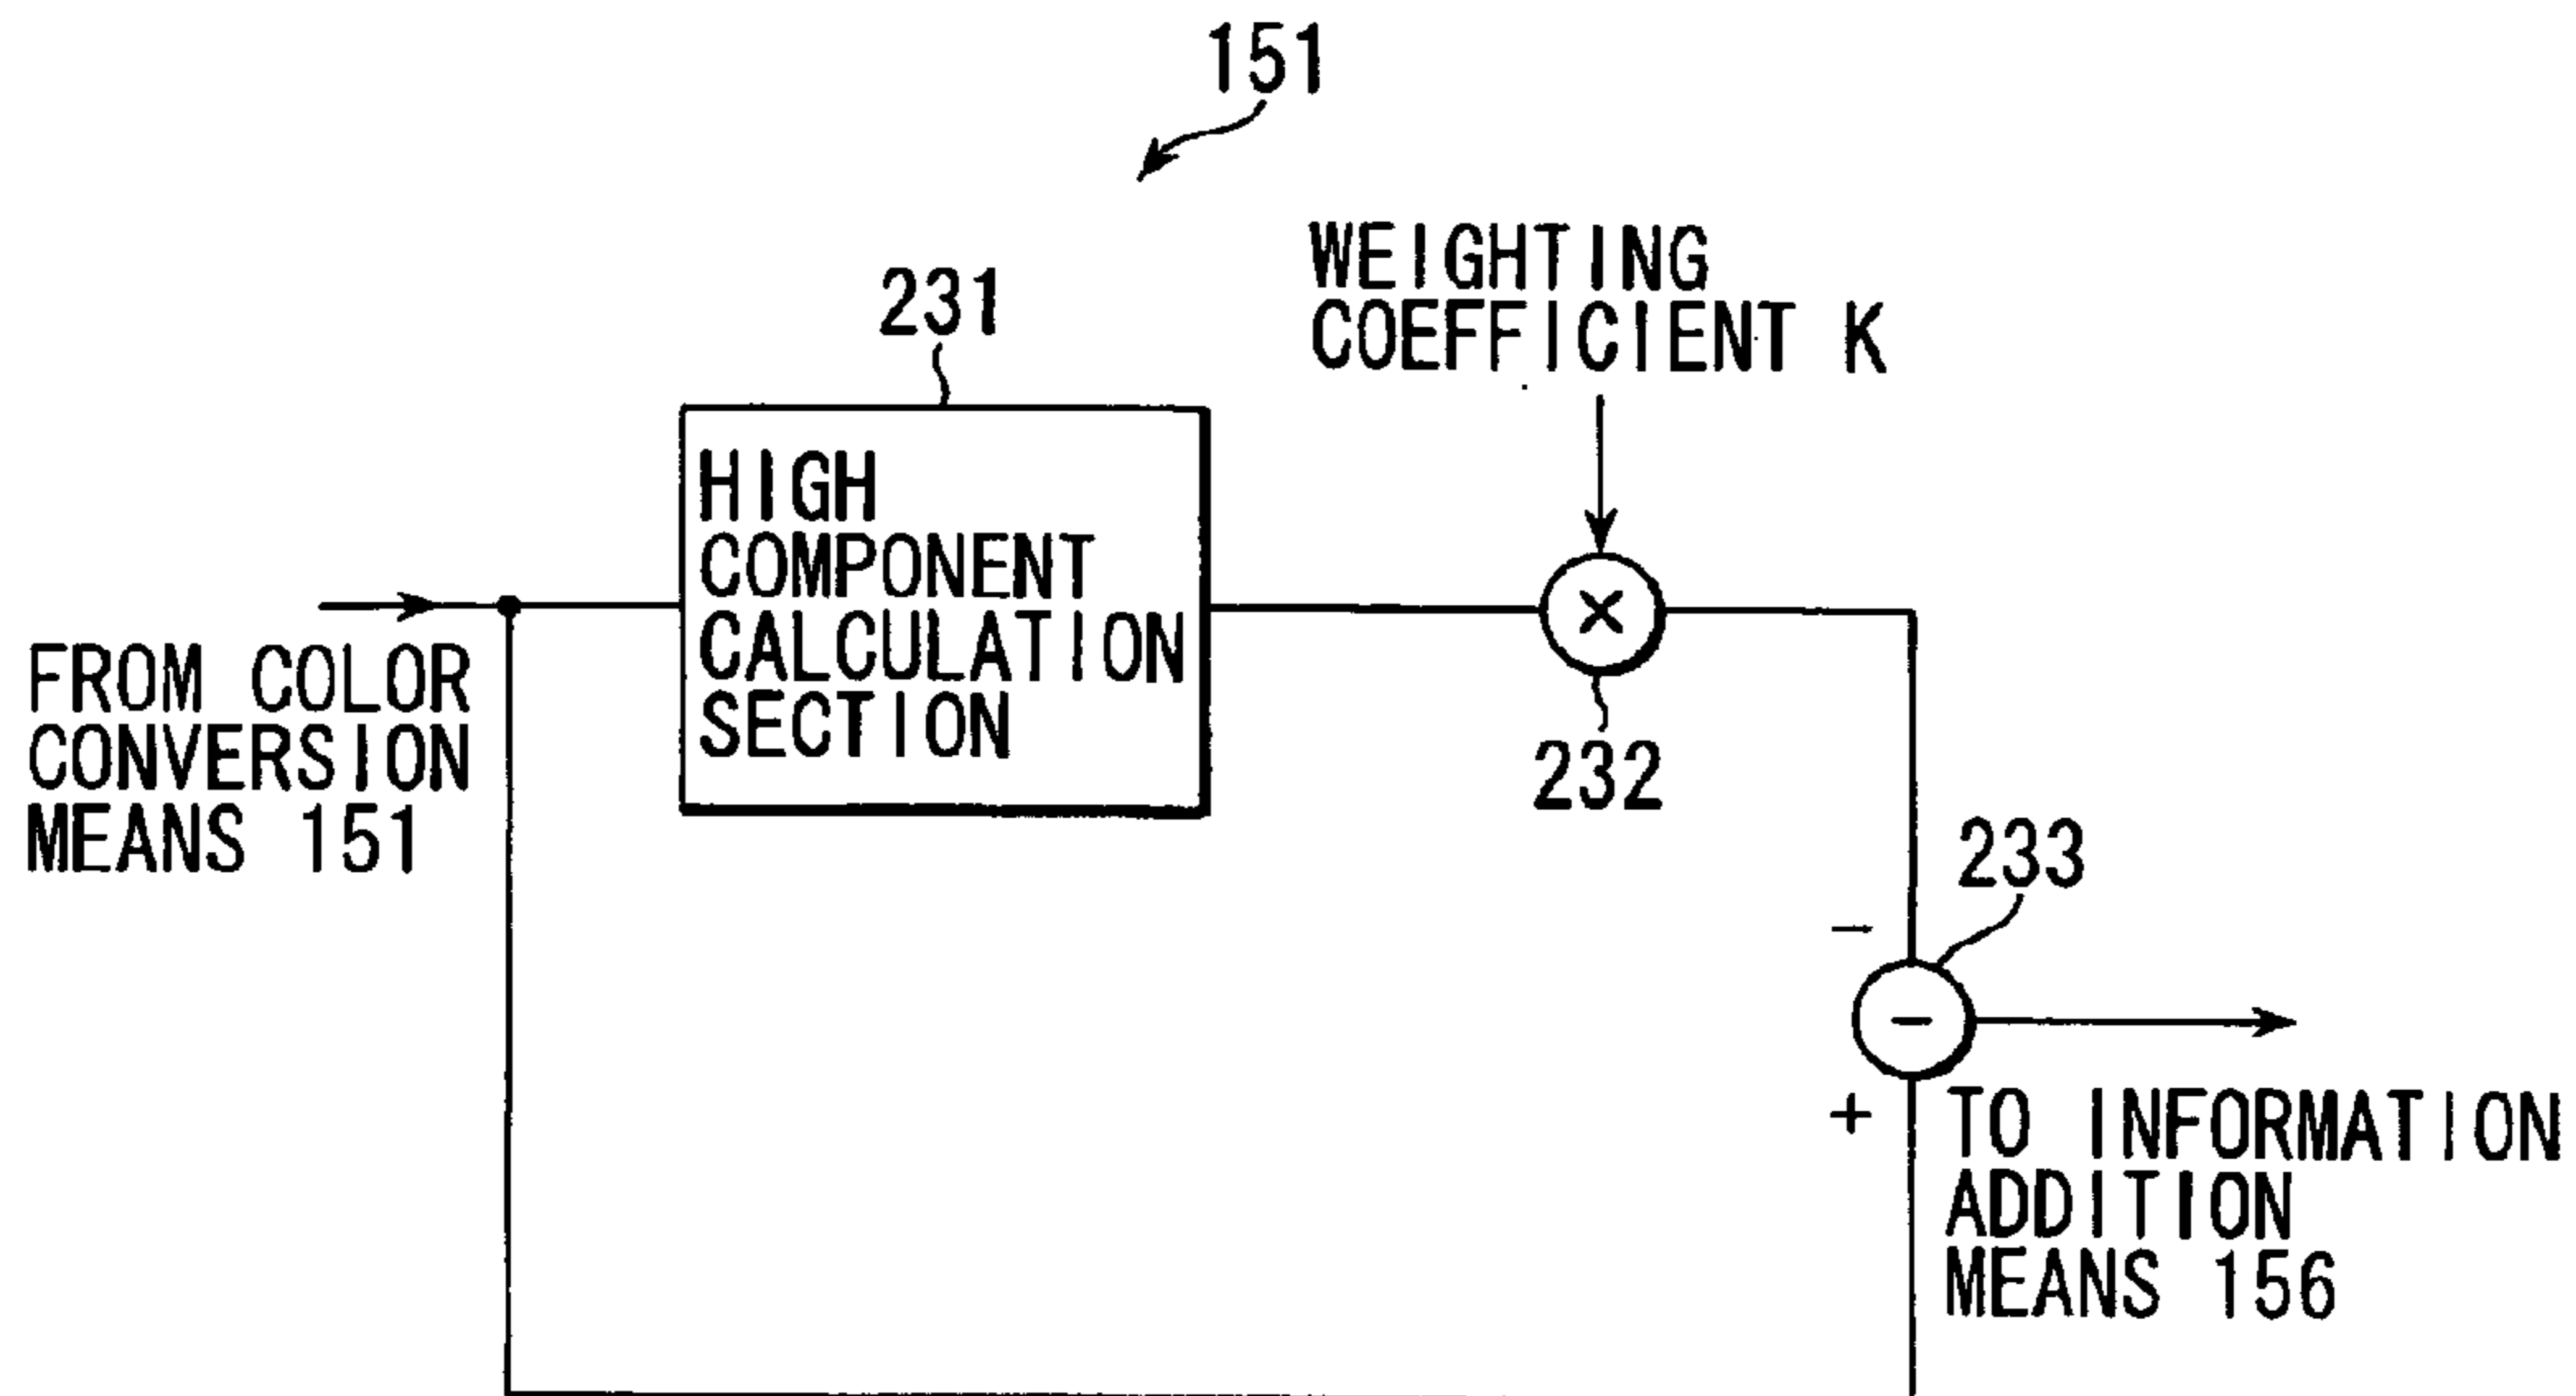 151
WEIGHTING
COEFFICIENT K
231
HIGH
COMPONENT
CALCULATION
SECTION
×
FROM COLOR
CONVERSION
MEANS 151
232
233
−
−
+
TO INFORMATION
ADDITION
MEANS 156